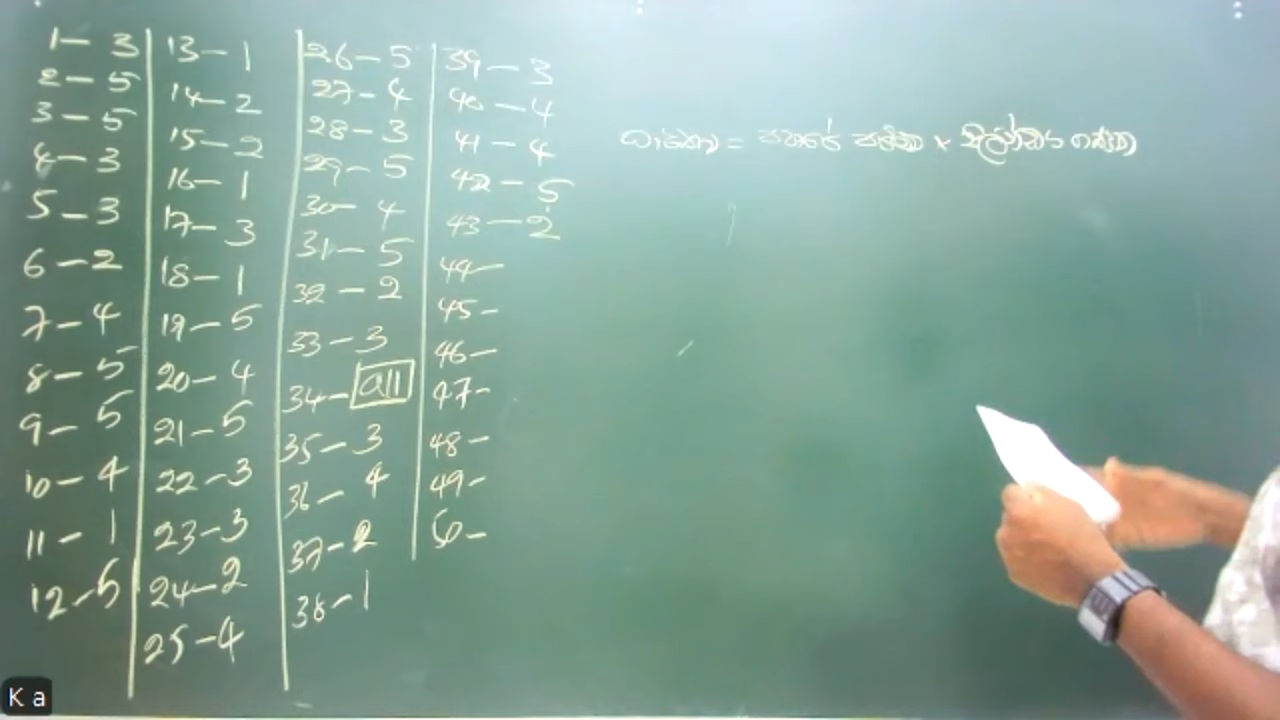 1 – 3
2 – 5
3 – 5
4 – 3
5 – 3
6 – 2
7 – 4
8 – 5
9 – 5
10 – 4
11 – 1
12 – 5
13 – 1
14 – 2
15 – 2
16 – 1
17 – 3
18 – 1
19 – 5
20 – 4
21 – 5
22 – 3
23 – 3
24 – 2
25 – 4
26 – 5
27 – 4
28 – 3
29 – 5
30 – 4
31 – 5
32 – 2
33 – 3
34 – all
35 – 3
36 – 4
37 – 2
38 – 1
39 – 3
40 – 4
41 – 4
42 – 5
43 – 2
44 –
45 –
46 –
47 –
48 –
49 –
50 –
K a